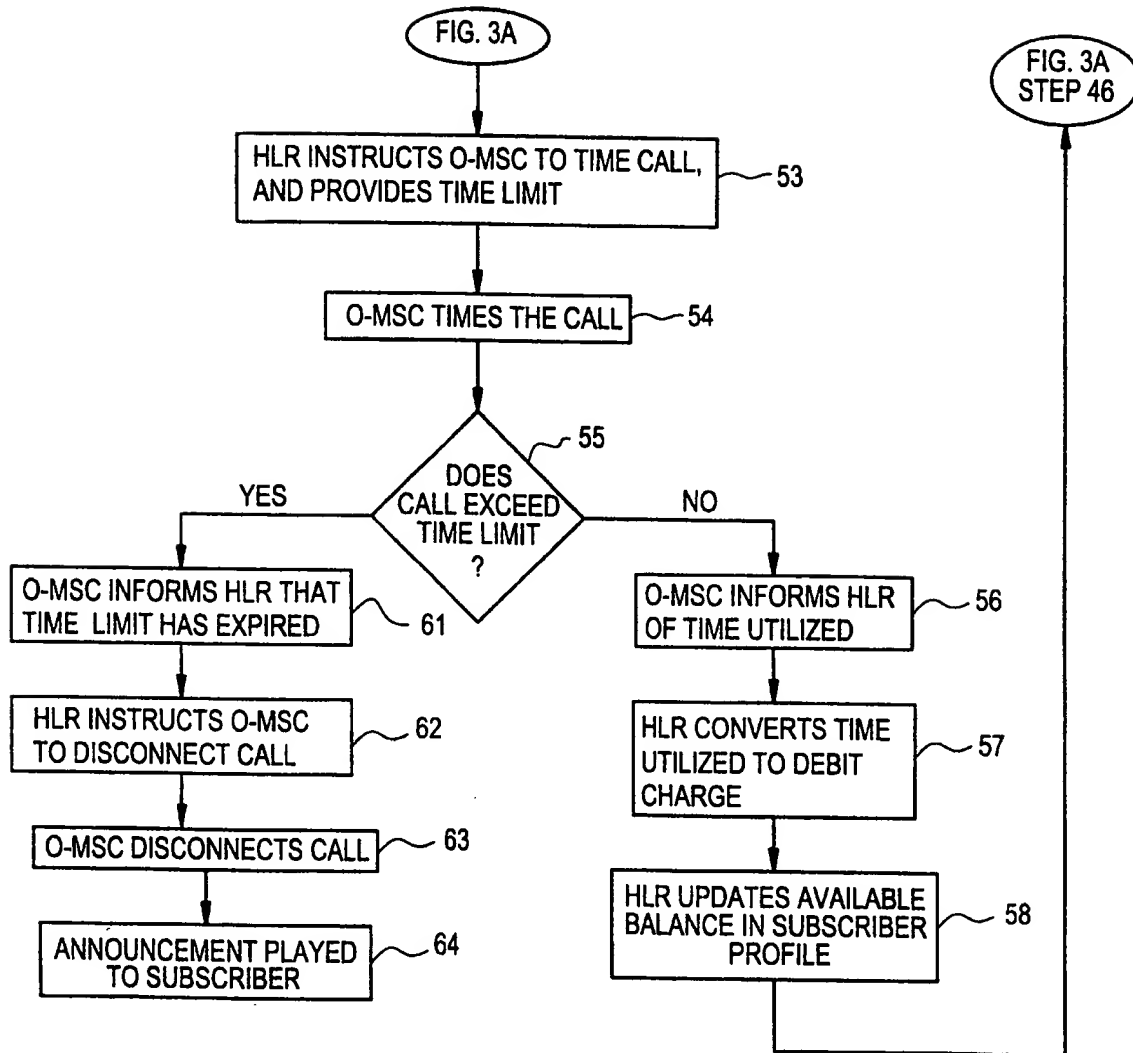 FIG. 3A
FIG. 3A
STEP 46
HLR INSTRUCTS O-MSC TO TIME CALL,
AND PROVIDES TIME LIMIT
53
O-MSC TIMES THE CALL
54
55
DOES
CALL EXCEED
TIME LIMIT
?
YES
NO
O-MSC INFORMS HLR THAT
TIME LIMIT HAS EXPIRED
61
HLR INSTRUCTS O-MSC
TO DISCONNECT CALL
62
O-MSC DISCONNECTS CALL
63
ANNOUNCEMENT PLAYED
TO SUBSCRIBER
64
O-MSC INFORMS HLR
OF TIME UTILIZED
56
HLR CONVERTS TIME
UTILIZED TO DEBIT
CHARGE
57
HLR UPDATES AVAILABLE
BALANCE IN SUBSCRIBER
PROFILE
58